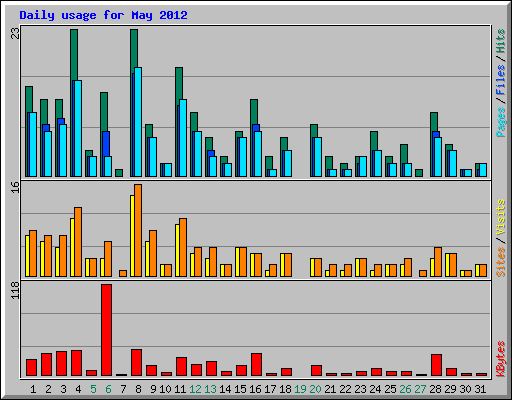 Daily usage for May 2012
23
Pages / Files / Hits
16
Sites / Visits
118
KBytes
1 2 3 4 5 6 7 8 9 10 11 12 13 14 15 16 17 18 19 20 21 22 23 24 25 26 27 28 29 30 31